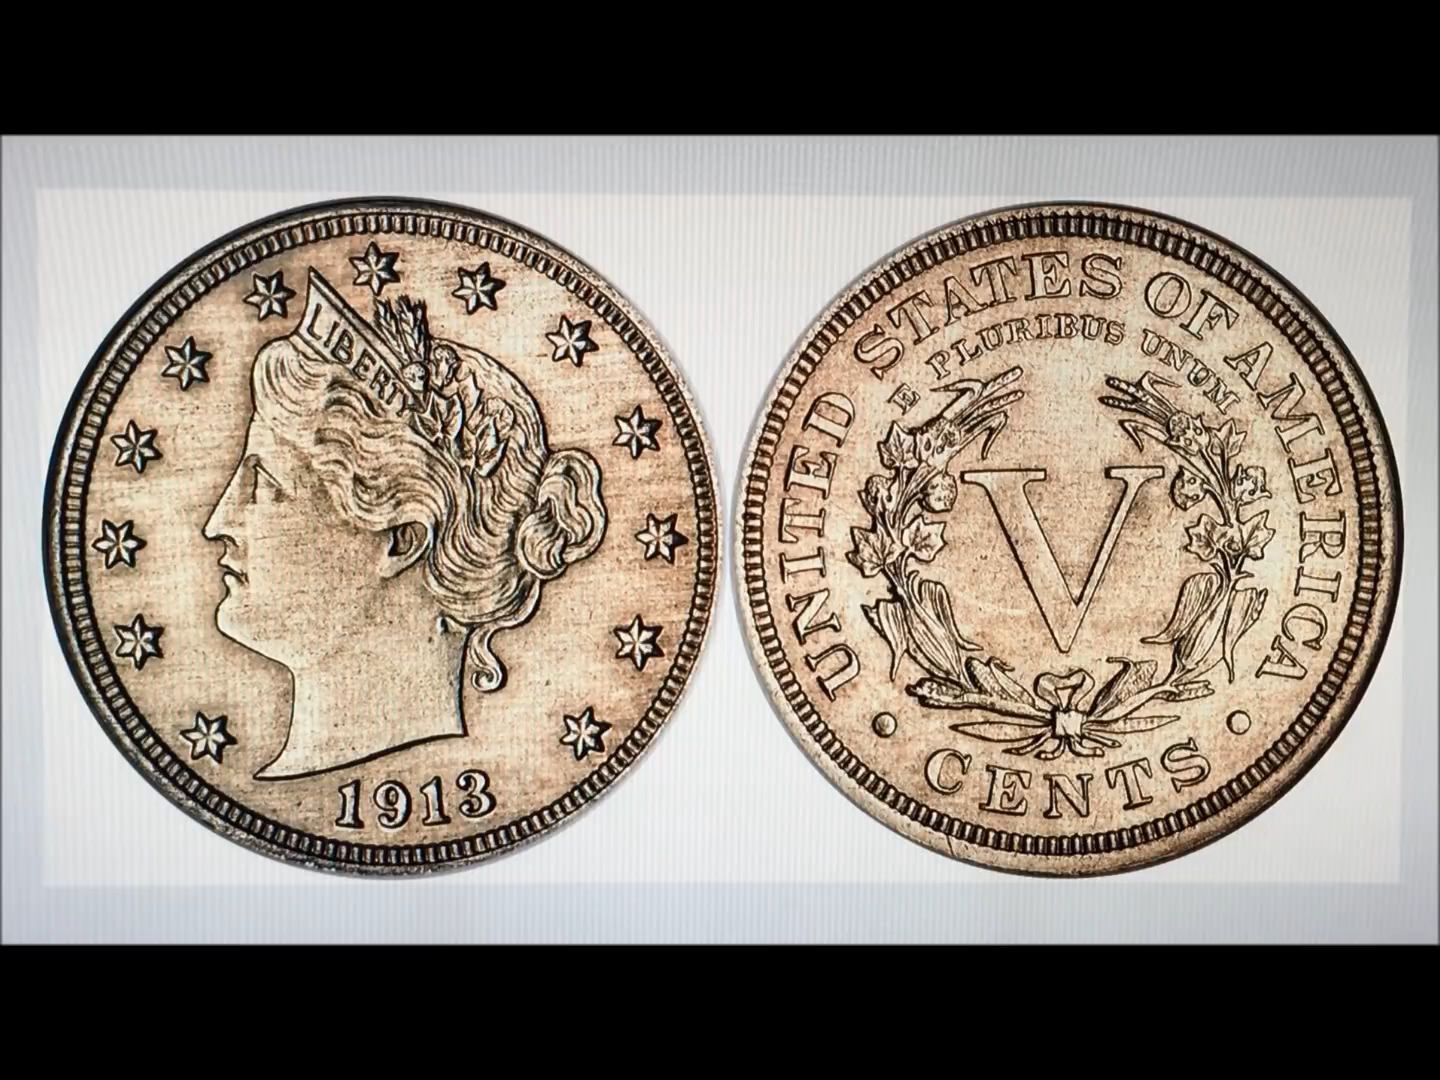 LIBERTY
1913
UNITED STATES OF AMERICA
E PLURIBUS UNUM
V
CENTS